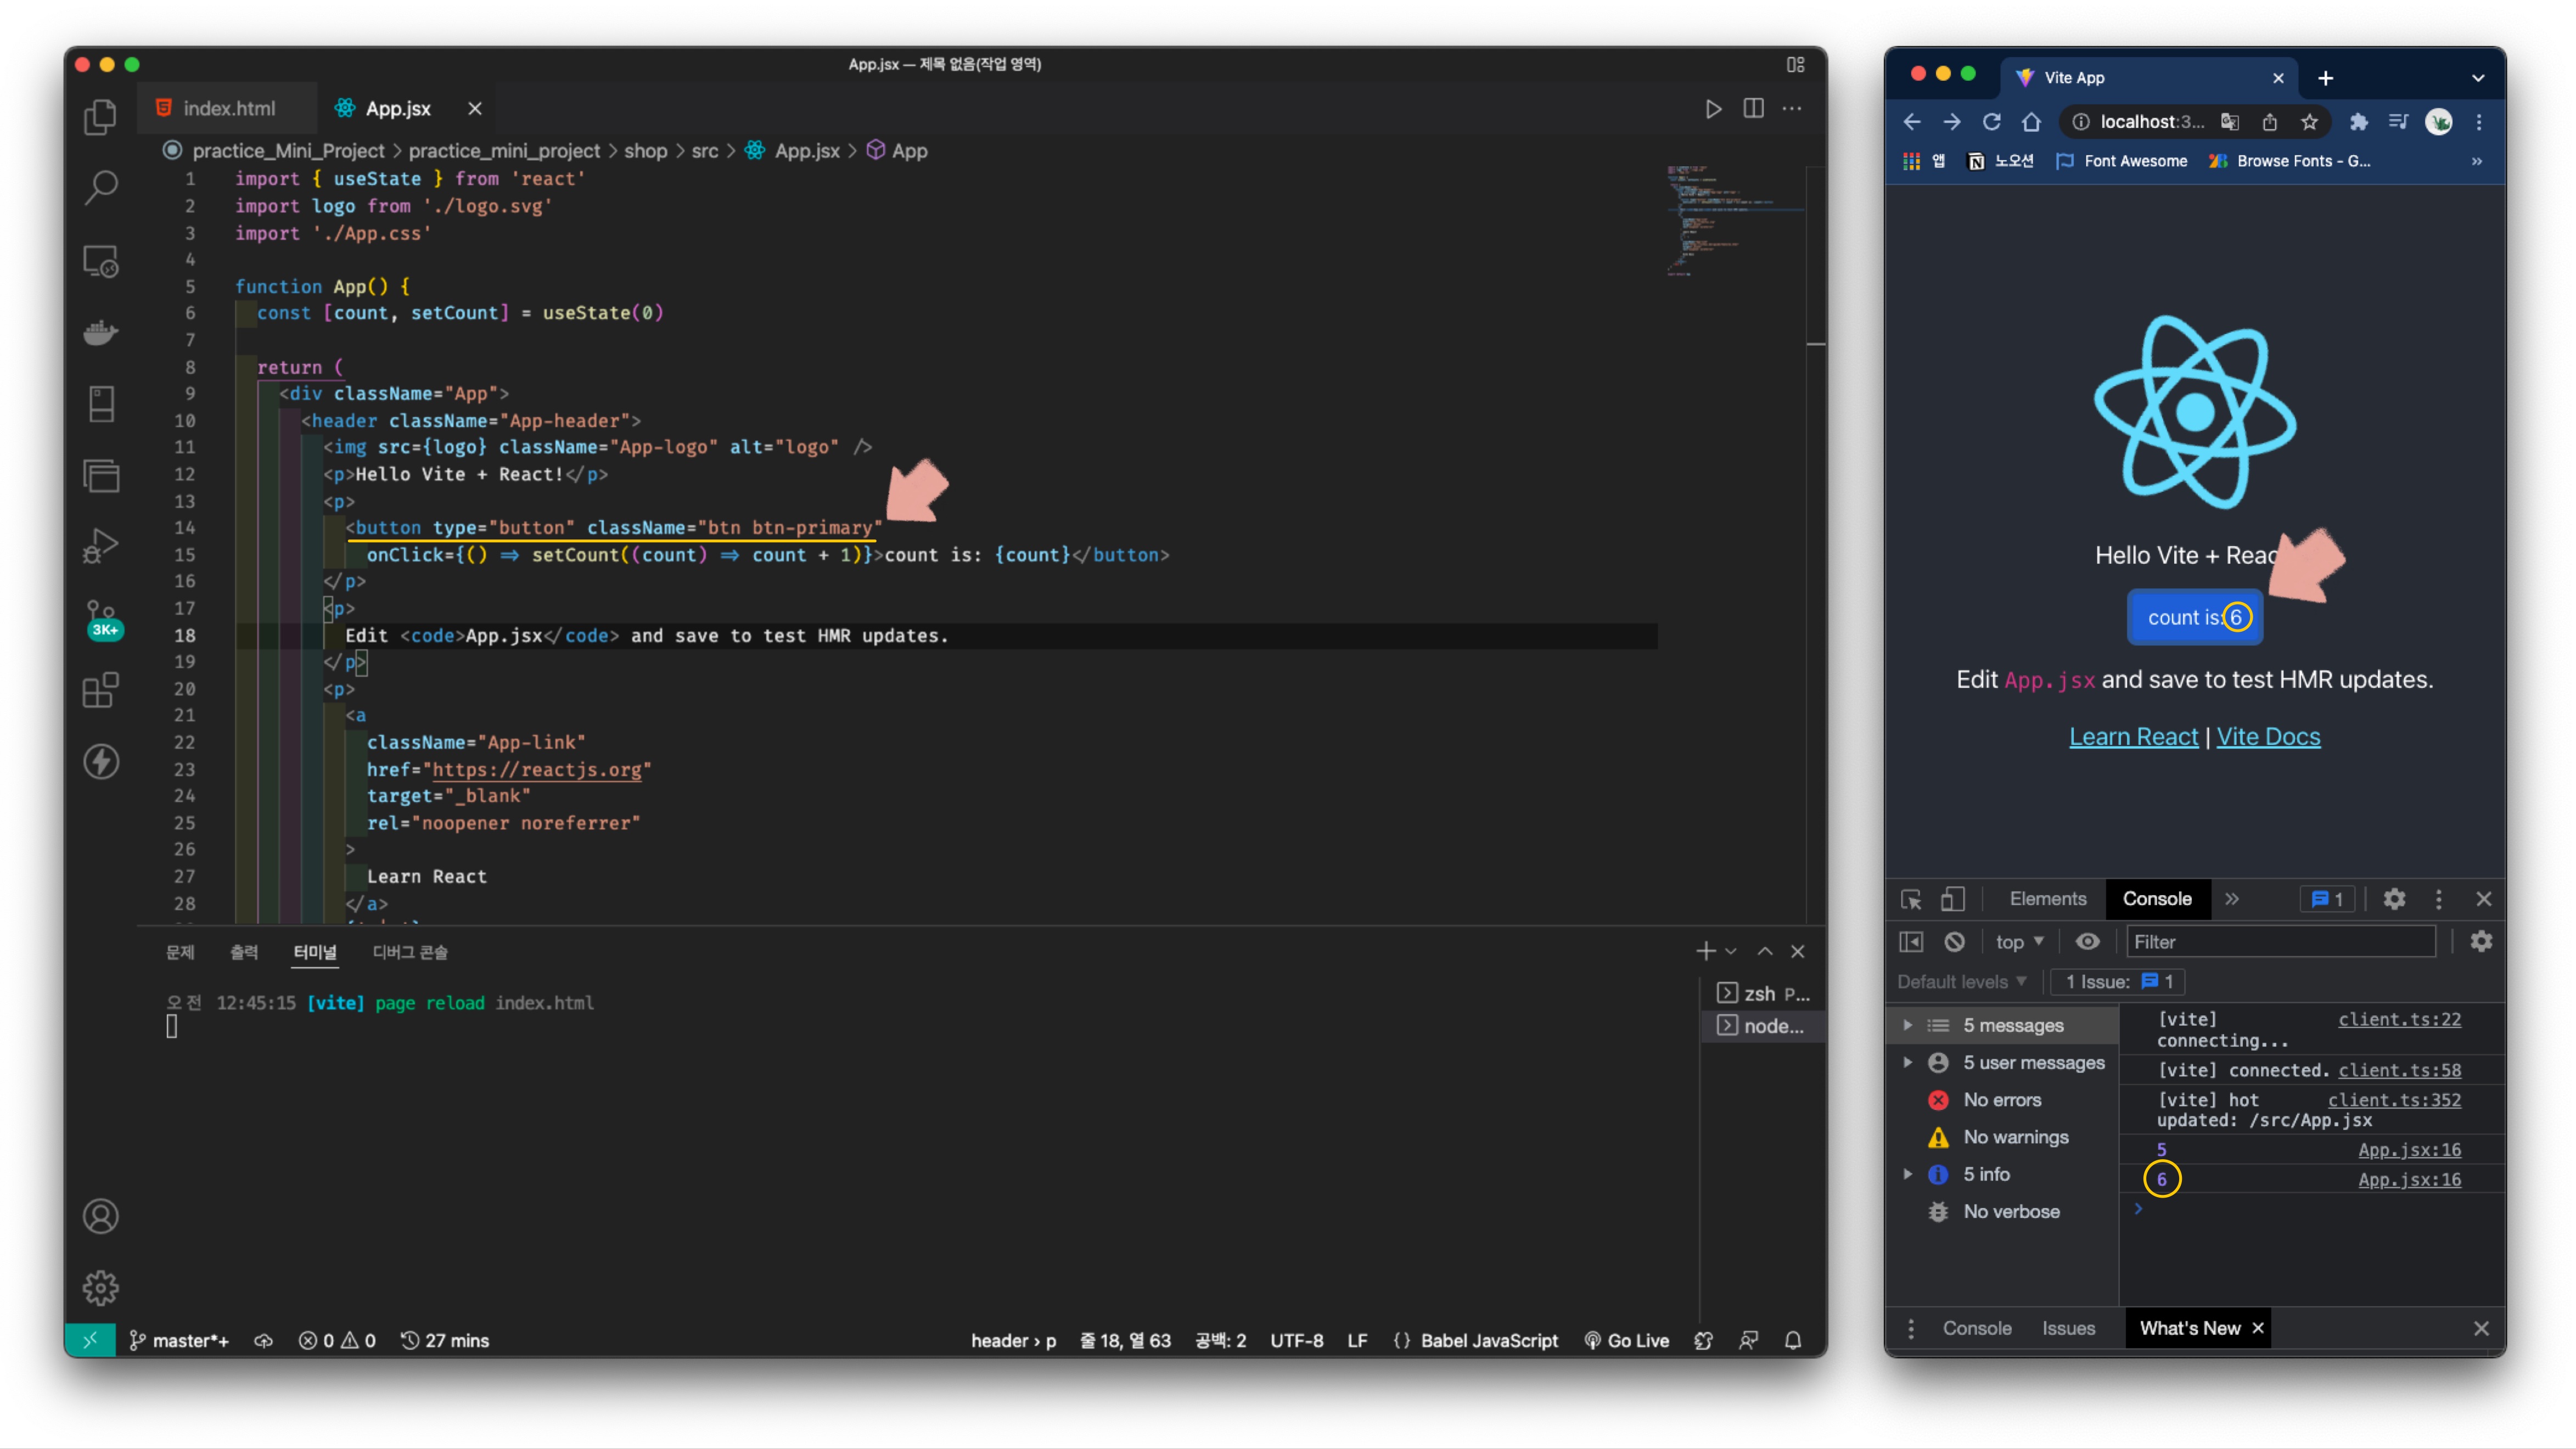 App.jsx — 제목 없음(작업 영역)
index.html
App.jsx
practice_Mini_Project > practice_mini_project > shop > src > App.jsx > App
1 import { useState } from 'react'
2 import logo from './logo.svg'
3 import './App.css'
4
5 function App() {
6 const [count, setCount] = useState(0)
7
8 return (
9 <div className="App">
10 <header className="App-header">
11 <img src={logo} className="App-logo" alt="logo" />
12 <p>Hello Vite + React!</p>
13 <p>
14 <button type="button" className="btn btn-primary"
15 onClick={() => setCount((count) => count + 1)}>count is: {count}</button>
16 </p>
17 <p>
18 Edit <code>App.jsx</code> and save to test HMR updates.
19 </p>
20 <p>
21 <a
22 className="App-link"
23 href="https://reactjs.org"
24 target="_blank"
25 rel="noopener noreferrer"
26 >
27 Learn React
28 </a>
3K+
문제 출력 터미널 디버그 콘솔
오전 12:45:15 [vite] page reload index.html
zsh P...
node...
master*+ 0 0 27 mins
header > p 줄 18, 열 63 공백: 2 UTF-8 LF {} Babel JavaScript Go Live
Vite App
localhost:3...
앱 노오션 Font Awesome Browse Fonts - G... »
Hello Vite + Reac
count is: 6
Edit App.jsx and save to test HMR updates.
Learn React | Vite Docs
Elements Console » 1
top Filter
Default levels 1 Issue: 1
5 messages
5 user messages
No errors
No warnings
5 info
No verbose
[vite] client.ts:22
connecting...
[vite] connected. client.ts:58
[vite] hot client.ts:352
updated: /src/App.jsx
5 App.jsx:16
6 App.jsx:16
>
Console Issues What's New